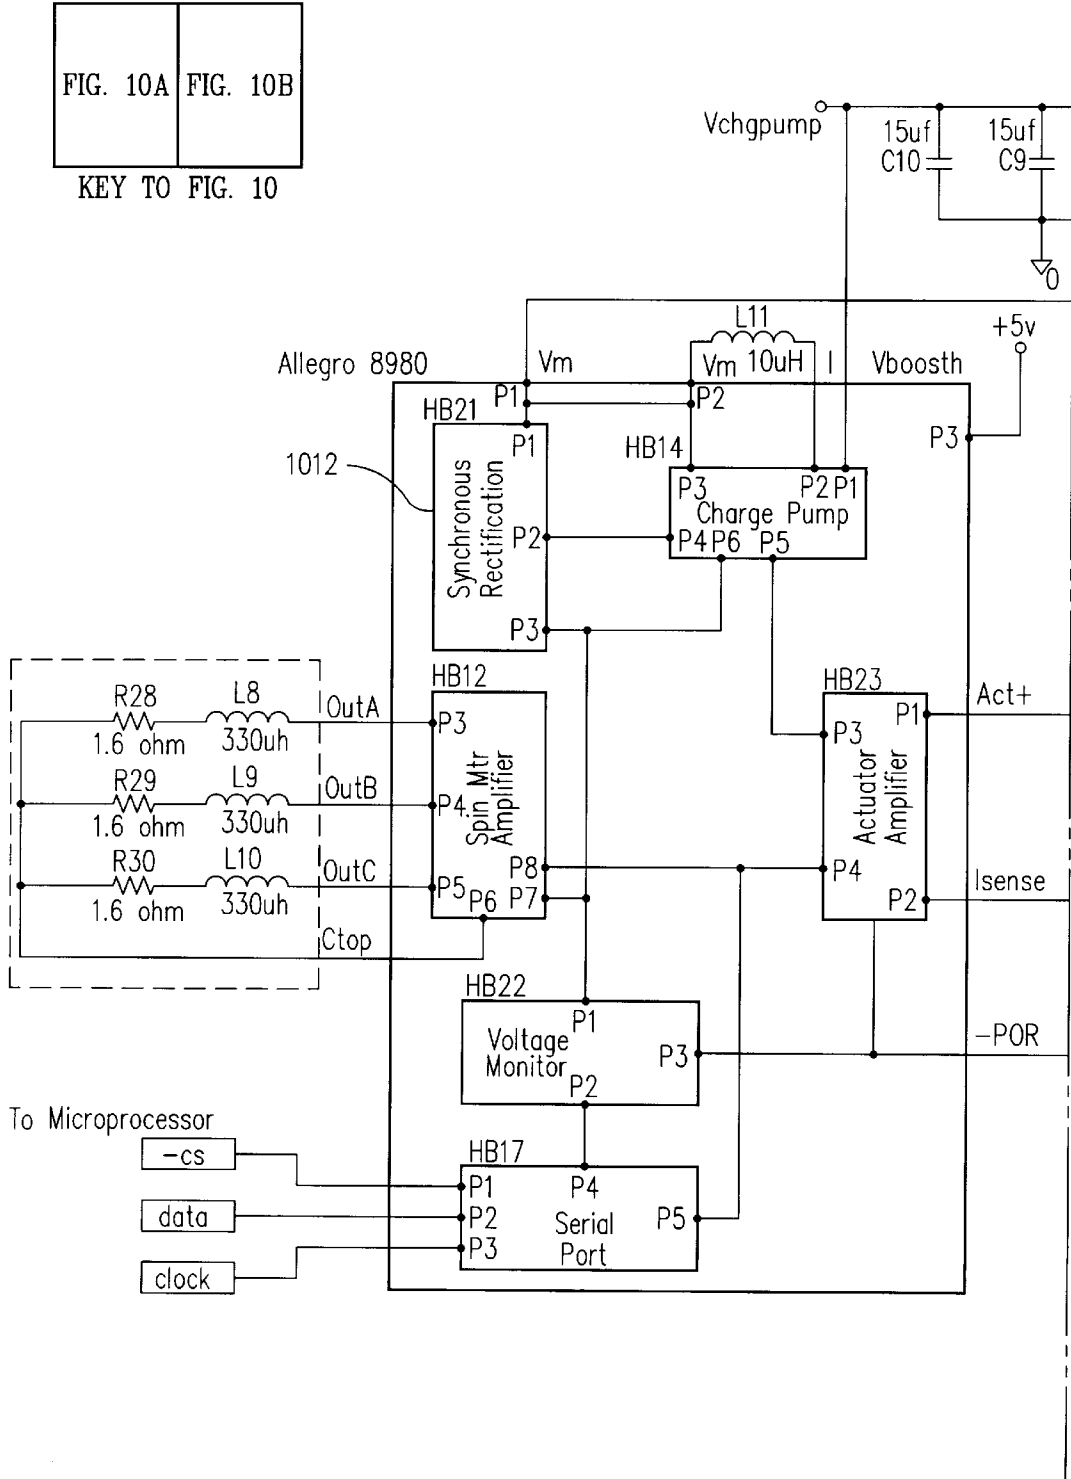 FIG. 10A FIG. 10B
KEY TO FIG. 10
Vchgpump
15uf
C10
15uf
C9
0
+5v
L11
10uH
Allegro 8980
Vm
Vm
I
Vboosth
P1
P2
P3
HB21
P1
1012
Synchronous
Rectification
P2
P3
HB14
P3 P2 P1
Charge Pump
P4 P6 P5
R28
1.6 ohm
L8
330uh
OutA
R29
1.6 ohm
L9
330uh
OutB
R30
1.6 ohm
L10
330uh
OutC
Ctop
HB12
P3
P4
Spin Mtr
Amplifier
P8
P5
P6
P7
HB23
P1
P3
Actuator
Amplifier
P4
P2
Act+
Isense
HB22
P1
Voltage
Monitor
P3
P2
-POR
To Microprocessor
-cs
data
clock
HB17
P1
P4
P2
P3
P5
Serial
Port